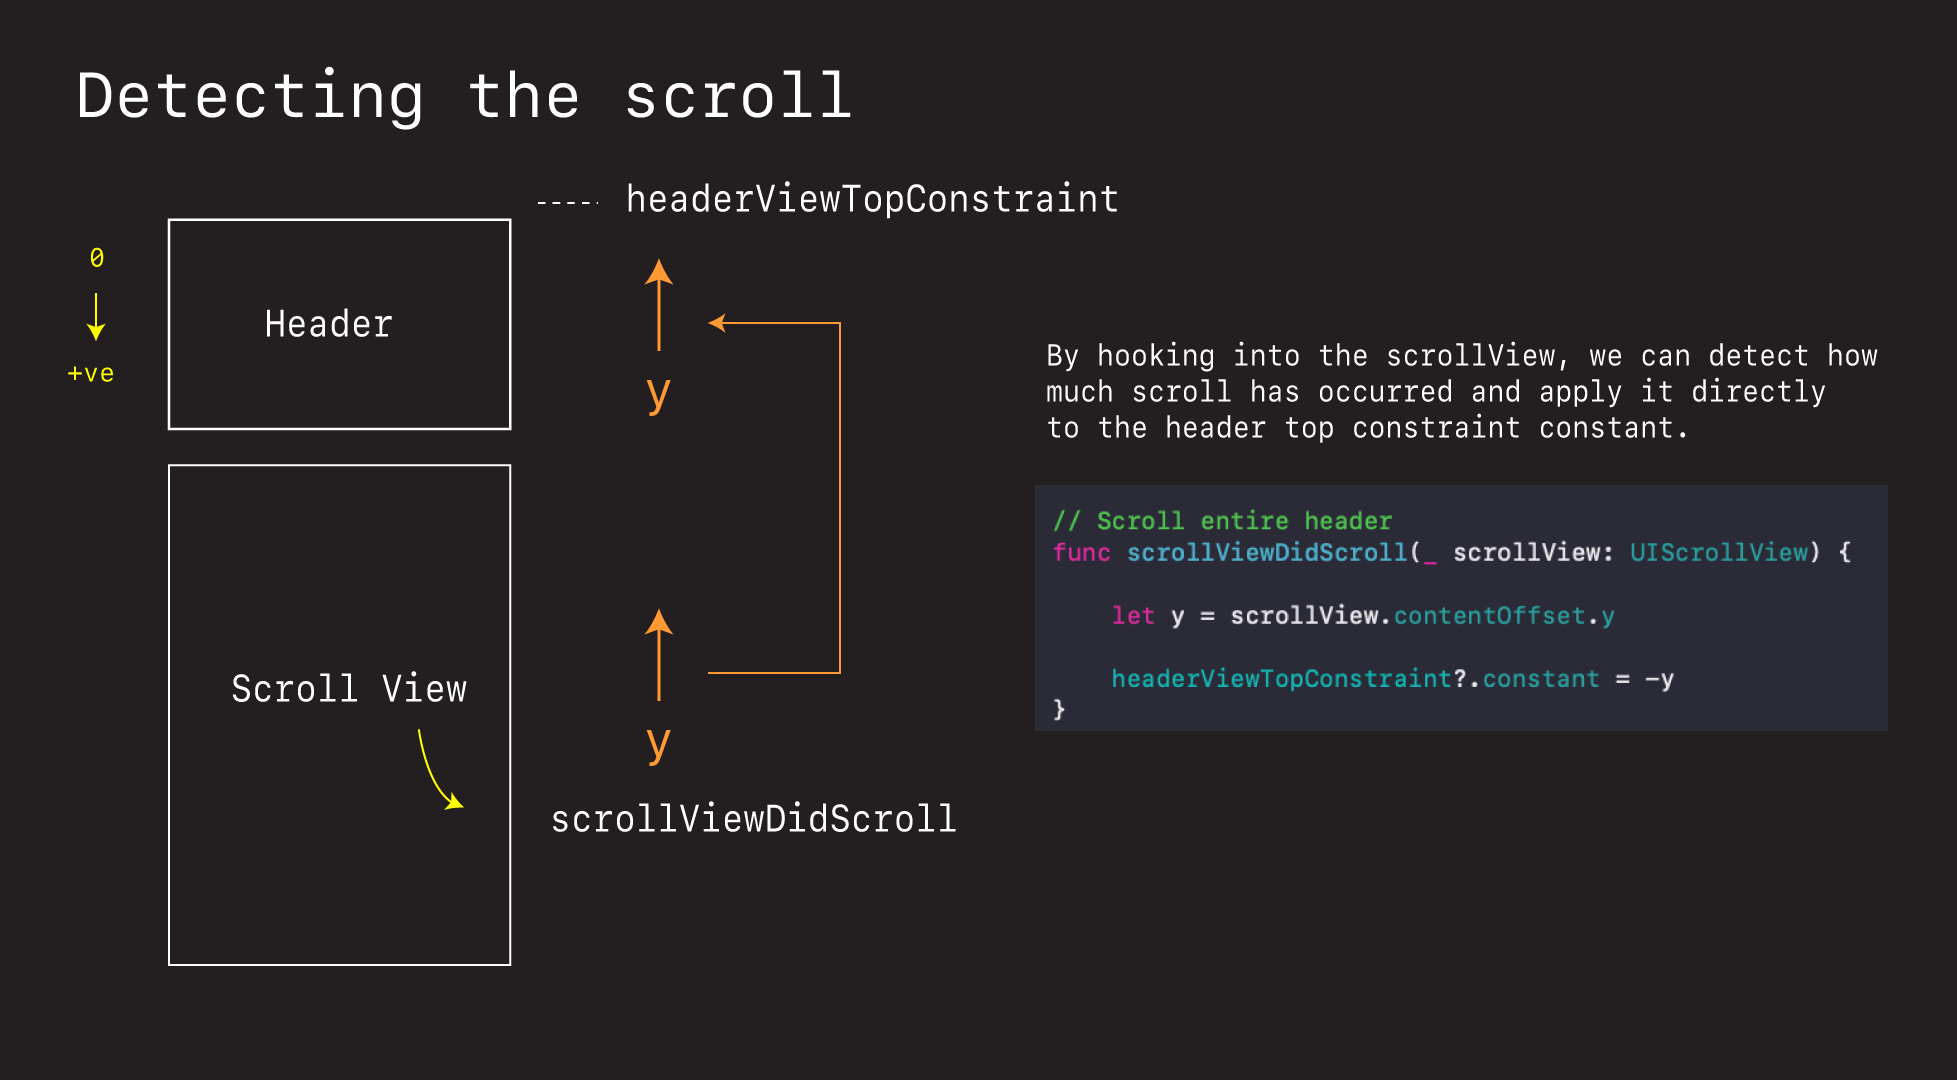 Detecting the scroll
headerViewTopConstraint
0
+ve
Header
y
Scroll View
y
scrollViewDidScroll
By hooking into the scrollView, we can detect how
much scroll has occurred and apply it directly
to the header top constraint constant.
// Scroll entire header
func scrollViewDidScroll(_ scrollView: UIScrollView) {
    let y = scrollView.contentOffset.y
    headerViewTopConstraint?.constant = -y
}